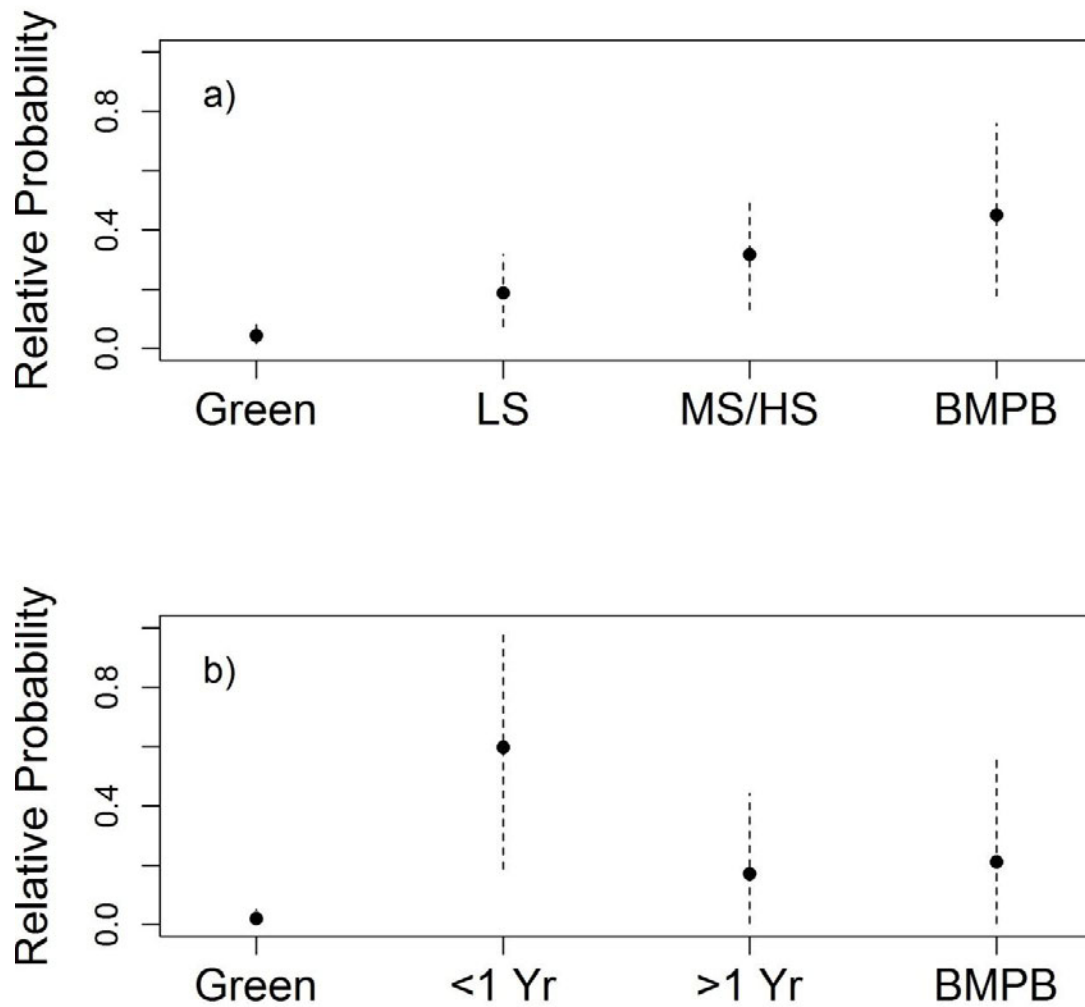 a)
Relative Probability
0.8
0.4
0.0
Green LS MS/HS BMPB
b)
Relative Probability
0.8
0.4
0.0
Green <1 Yr >1 Yr BMPB